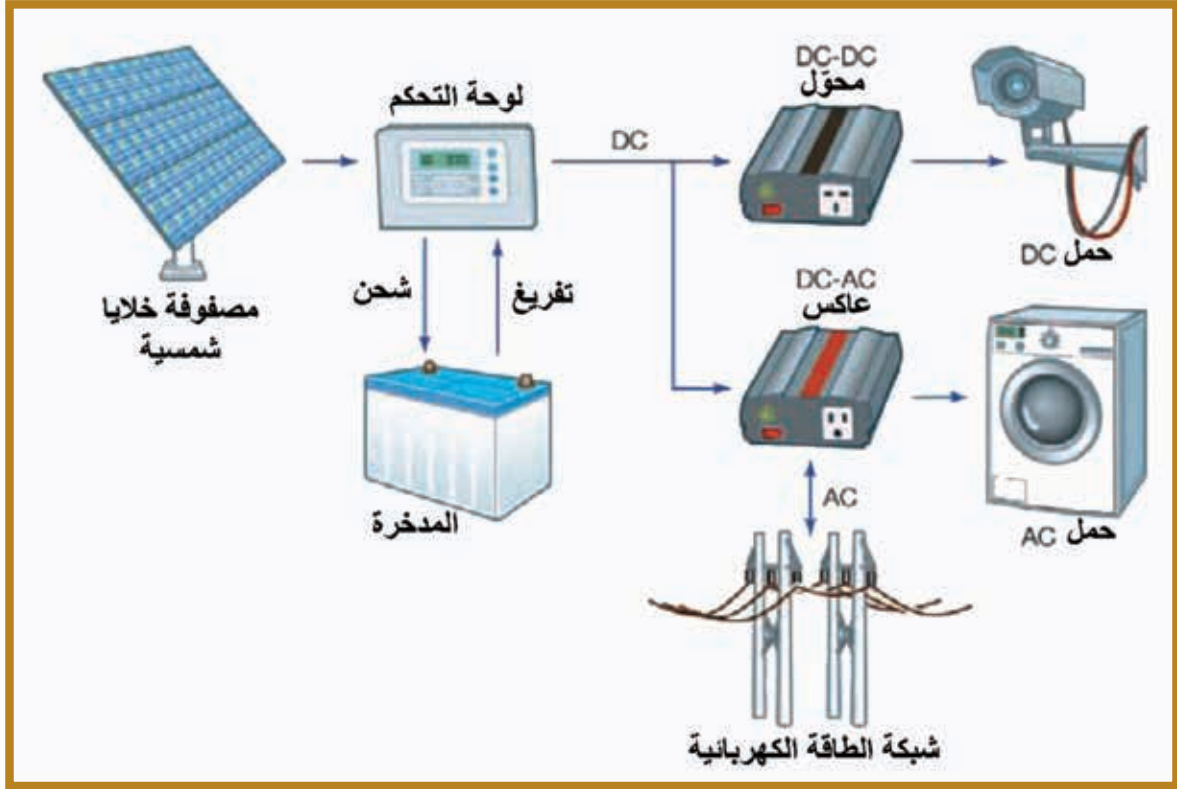 DC-DC
محوّل
لوحة التحكم
DC
حمل DC
مصفوفة خلايا
شمسية
شحن
تفريغ
DC-AC
عاكس
المدخرة
AC
حمل AC
شبكة الطاقة الكهربائية